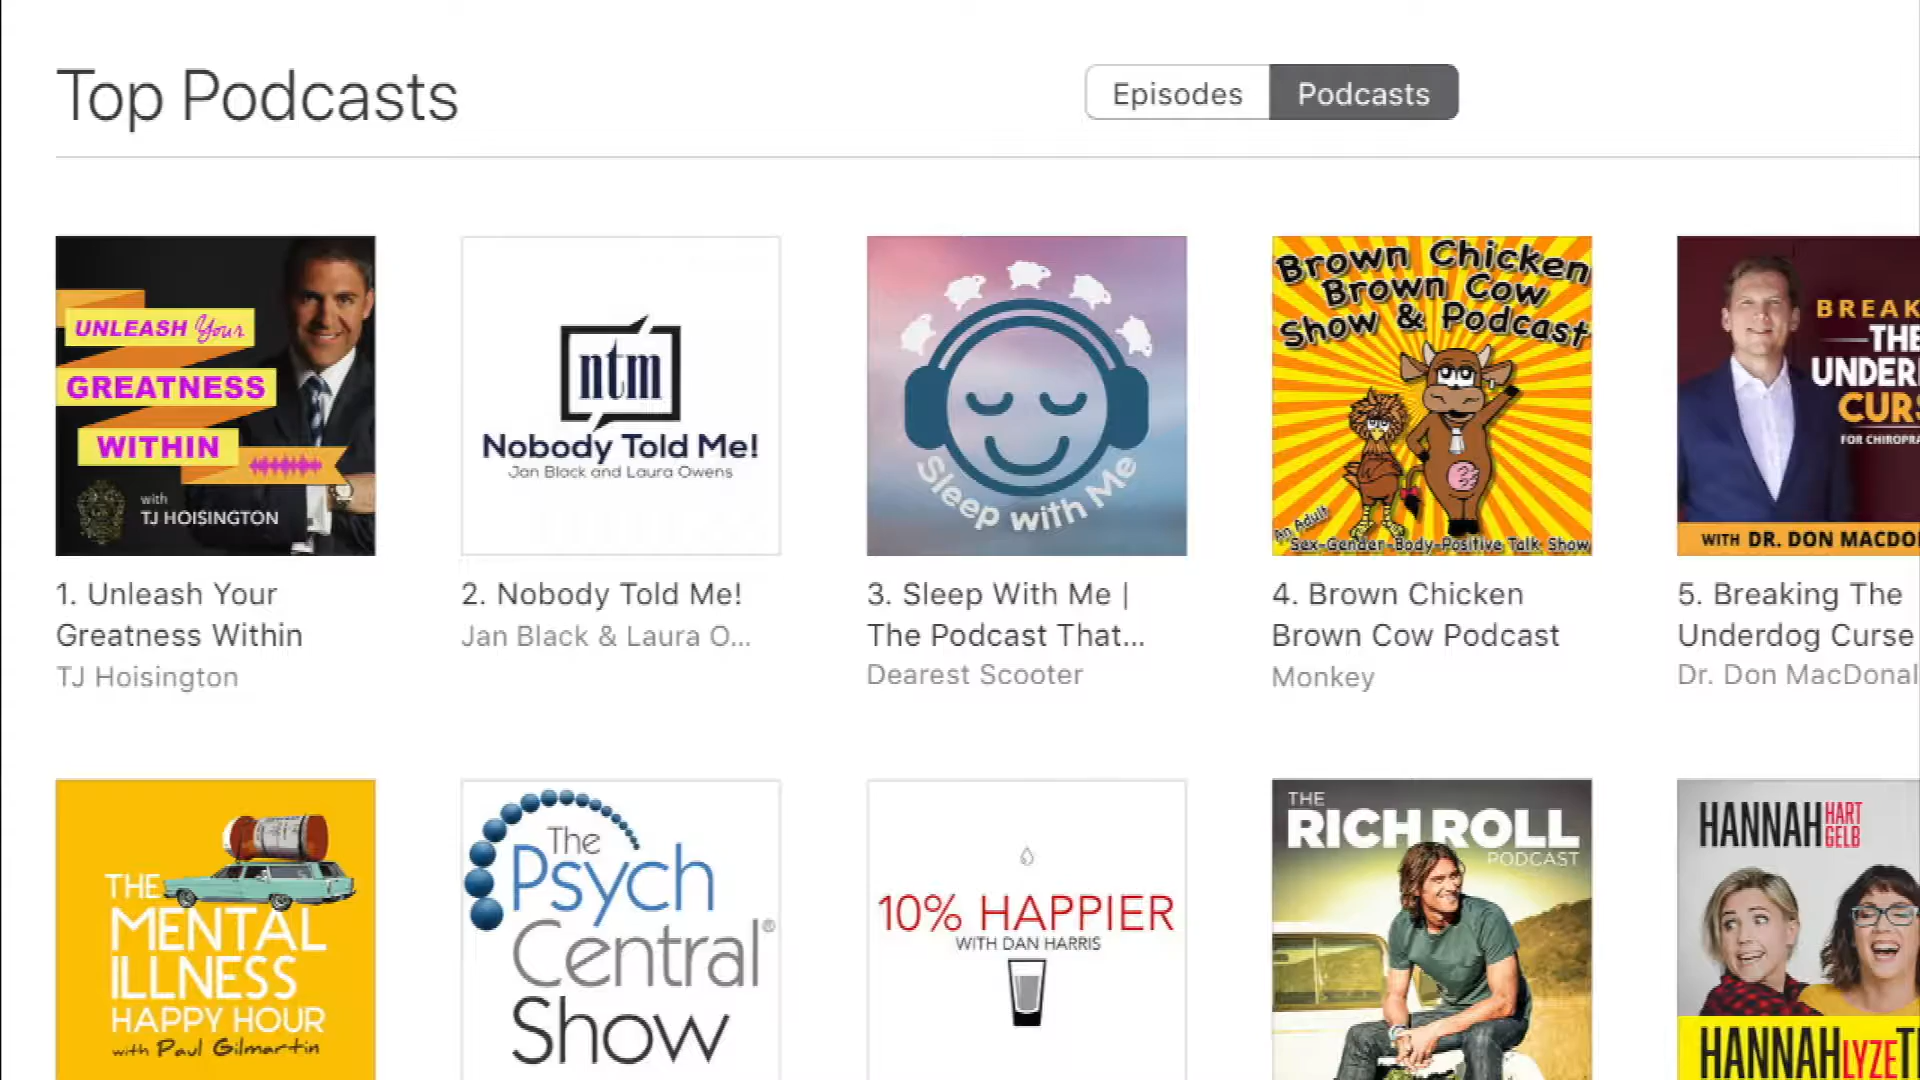 Top Podcasts
Episodes
Podcasts
UNLEASH Your
GREATNESS
WITHIN
with
TJ HOISINGTON
ntm
Nobody Told Me!
Jan Black and Laura Owens
Sleep with Me
Brown Chicken
Brown Cow
Show & Podcast
An Adult
Sex-Gender-Body-Positive Talk Show
BREAK
THE
UNDER
CURS
FOR CHIROPRA
WITH DR. DON MACDO
1. Unleash Your
Greatness Within
TJ Hoisington
2. Nobody Told Me!
Jan Black & Laura O...
3. Sleep With Me |
The Podcast That...
Dearest Scooter
4. Brown Chicken
Brown Cow Podcast
Monkey
5. Breaking The
Underdog Curse
Dr. Don MacDonal
THE
MENTAL
ILLNESS
HAPPY HOUR
with Paul Gilmartin
The
Psych
Central®
Show
10% HAPPIER
WITH DAN HARRIS
THE
RICH ROLL
PODCAST
HANNAH HART
GELB
HANNAHLYZE T